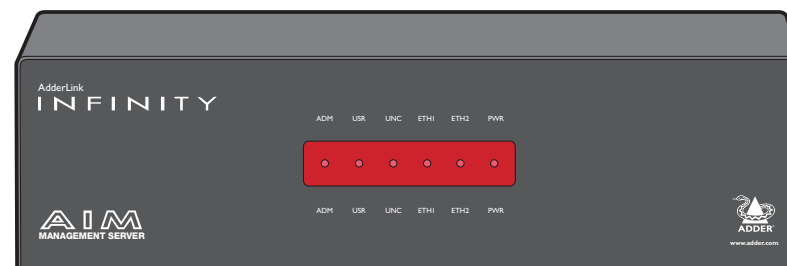 AdderLink
INFINITY
ADM USR UNC ETH1 ETH2 PWR
ADM USR UNC ETH1 ETH2 PWR
AIM
MANAGEMENT SERVER
ADDER®
www.adder.com